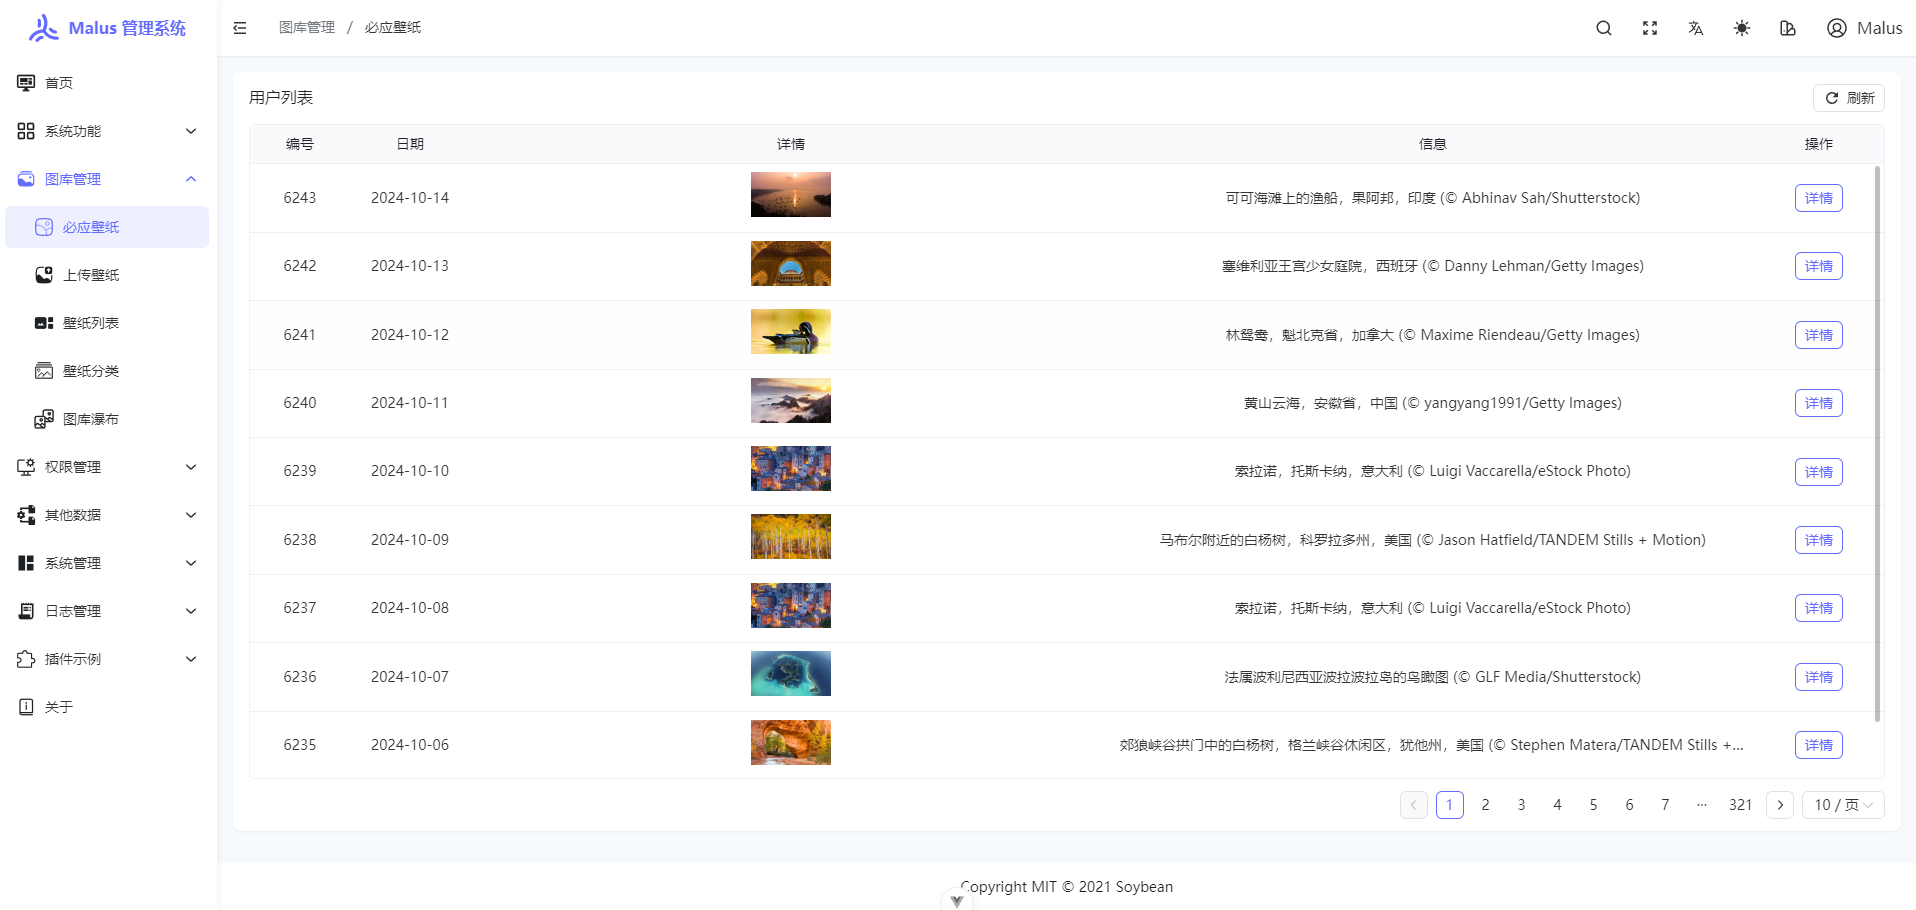 Malus 管理系统
图库管理 / 必应壁纸
Malus
首页
系统功能
图库管理
必应壁纸
上传壁纸
壁纸列表
壁纸分类
图库瀑布
权限管理
其他数据
系统管理
日志管理
插件示例
关于
用户列表
刷新
编号 日期 详情 信息 操作
6243 2024-10-14 可可海滩上的渔船，果阿邦，印度 (© Abhinav Sah/Shutterstock) 详情
6242 2024-10-13 塞维利亚王宫少女庭院，西班牙 (© Danny Lehman/Getty Images) 详情
6241 2024-10-12 林鸳鸯，魁北克省，加拿大 (© Maxime Riendeau/Getty Images) 详情
6240 2024-10-11 黄山云海，安徽省，中国 (© yangyang1991/Getty Images) 详情
6239 2024-10-10 索拉诺，托斯卡纳，意大利 (© Luigi Vaccarella/eStock Photo) 详情
6238 2024-10-09 马布尔附近的白杨树，科罗拉多州，美国 (© Jason Hatfield/TANDEM Stills + Motion) 详情
6237 2024-10-08 索拉诺，托斯卡纳，意大利 (© Luigi Vaccarella/eStock Photo) 详情
6236 2024-10-07 法属波利尼西亚波拉波拉岛的鸟瞰图 (© GLF Media/Shutterstock) 详情
6235 2024-10-06 郊狼峡谷拱门中的白杨树，格兰峡谷休闲区，犹他州，美国 (© Stephen Matera/TANDEM Stills +... 详情
1 2 3 4 5 6 7 ··· 321 10 / 页
Copyright MIT © 2021 Soybean